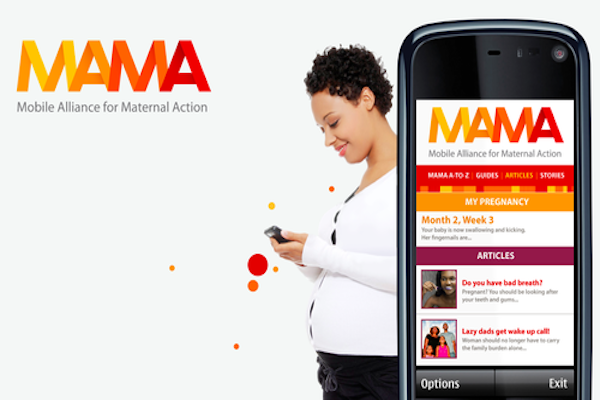 MAMA
Mobile Alliance for Maternal Action
MAMA
Mobile Alliance for Maternal Action
MAMA A-TO-Z | GUIDES | ARTICLES | STORIES
MY PREGNANCY
Month 2, Week 3
Your baby is now swallowing and kicking.
Her fingernails are...
ARTICLES
Do you have bad breath?
Pregnant? You should be looking after
your teeth and gums...
Lazy dads get wake up call!
Woman should no longer have to carry
the family burden alone...
Options
Exit